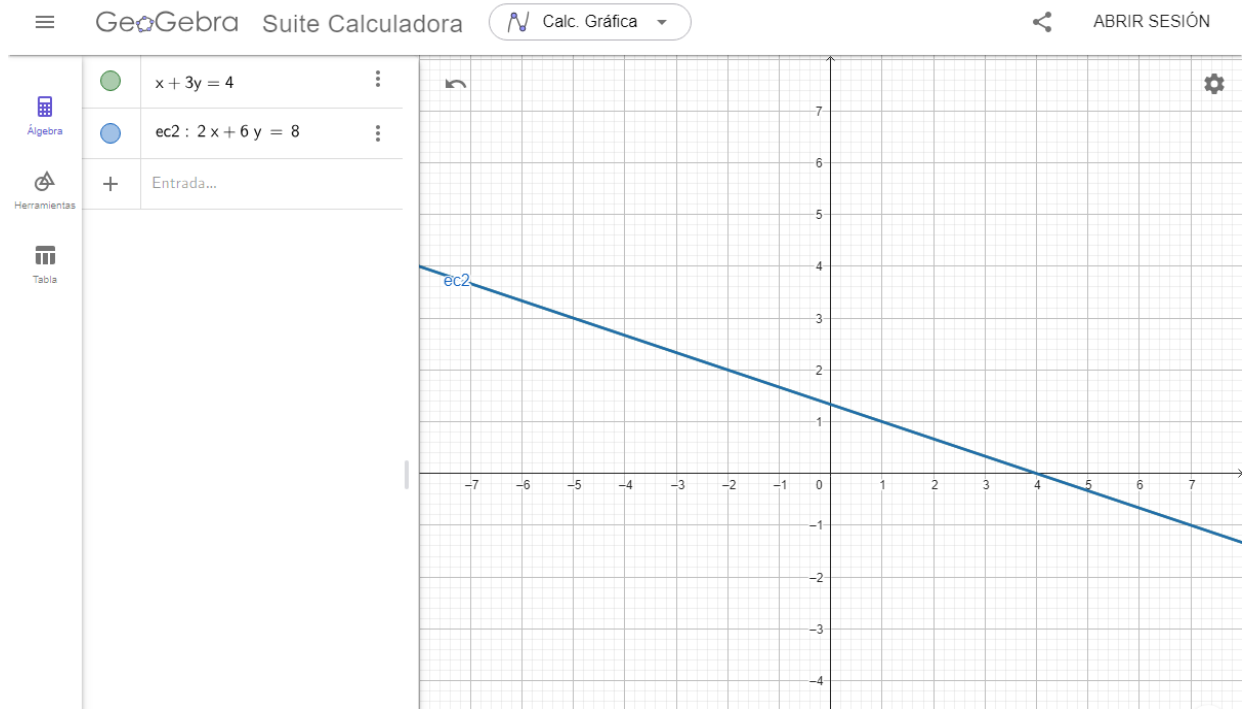 GeoGebra Suite Calculadora Calc. Gráfica ABRIR SESIÓN
Álgebra
Herramientas
Tabla
x + 3y = 4
ec2 : 2 x + 6 y = 8
+ Entrada...
ec2
7
6
5
4
3
2
1
−7 −6 −5 −4 −3 −2 −1 0 1 2 3 4 5 6 7
−1
−2
−3
−4